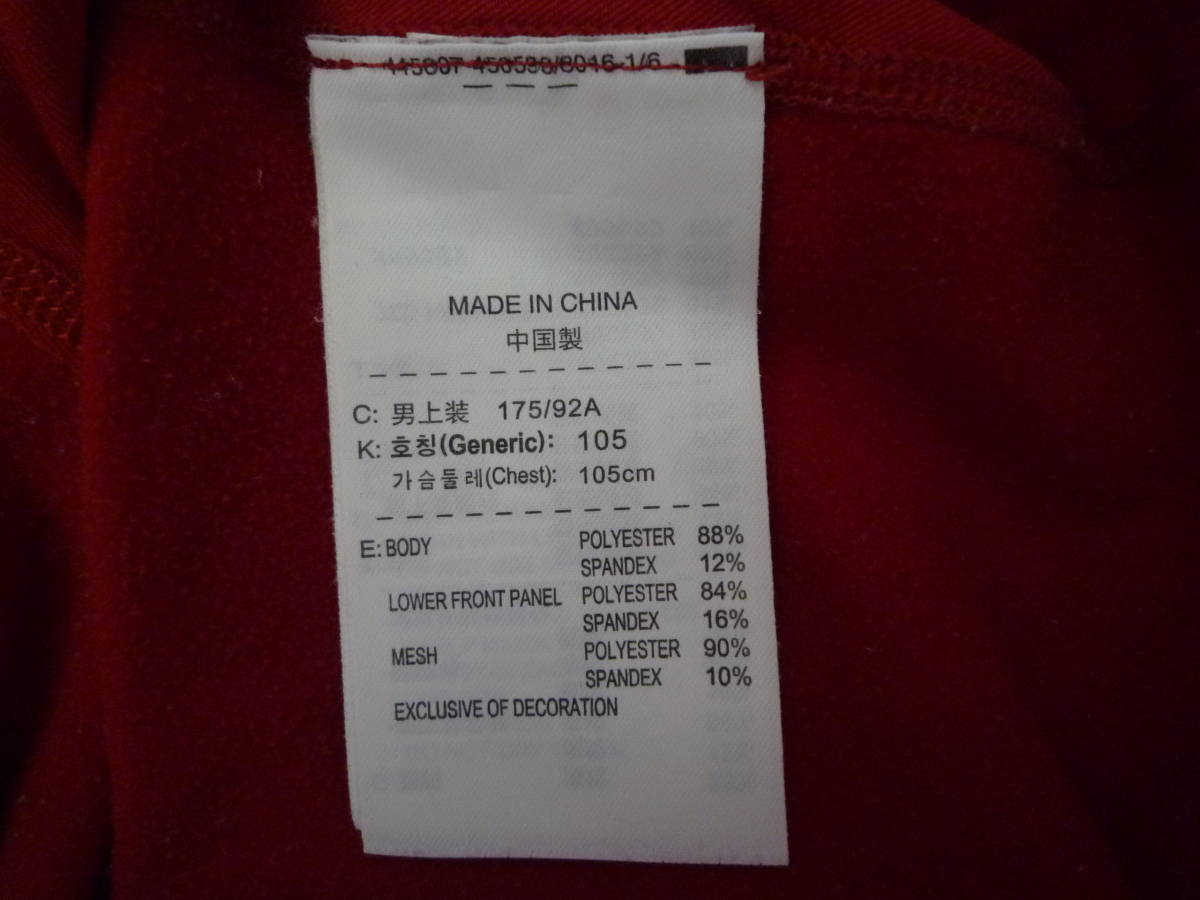 MADE IN CHINA
中国製
C: 男上装 175/92A
K: 호칭(Generic): 105
가슴둘레(Chest): 105cm
E: BODY POLYESTER 88%
SPANDEX 12%
LOWER FRONT PANEL POLYESTER 84%
SPANDEX 16%
MESH POLYESTER 90%
SPANDEX 10%
EXCLUSIVE OF DECORATION